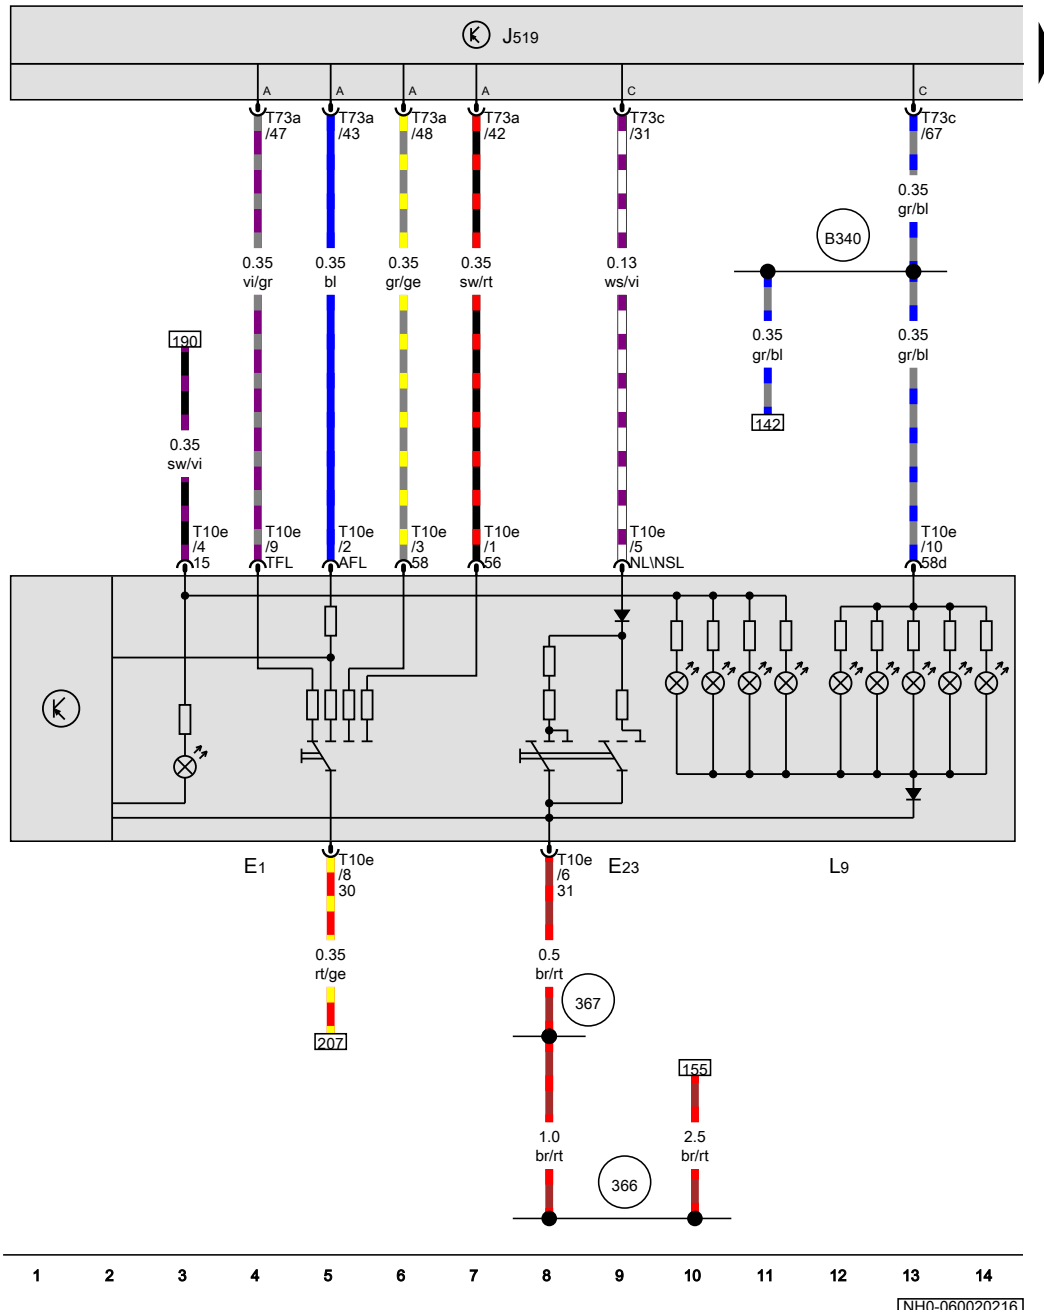 J519
A A A A C C
T73a T73a T73a T73a T73c T73c
/47 /43 /48 /42 /31 /67
0.35
gr/bl
B340
0.35 0.35 0.35 0.35 0.13
vi/gr bl gr/ge sw/rt ws/vi
0.35 0.35
gr/bl gr/bl
190
142
0.35
sw/vi
T10e T10e T10e T10e T10e T10e T10e
/4 /9 /2 /3 /1 /5 /10
15 TFL AFL 58 56 NL\NSL 58d
E1 E23 L9
T10e T10e
/8 /6
30 31
0.35 0.5
rt/ge br/rt
367
207
155
1.0 2.5
br/rt br/rt
366
1 2 3 4 5 6 7 8 9 10 11 12 13 14
NH0-060020216